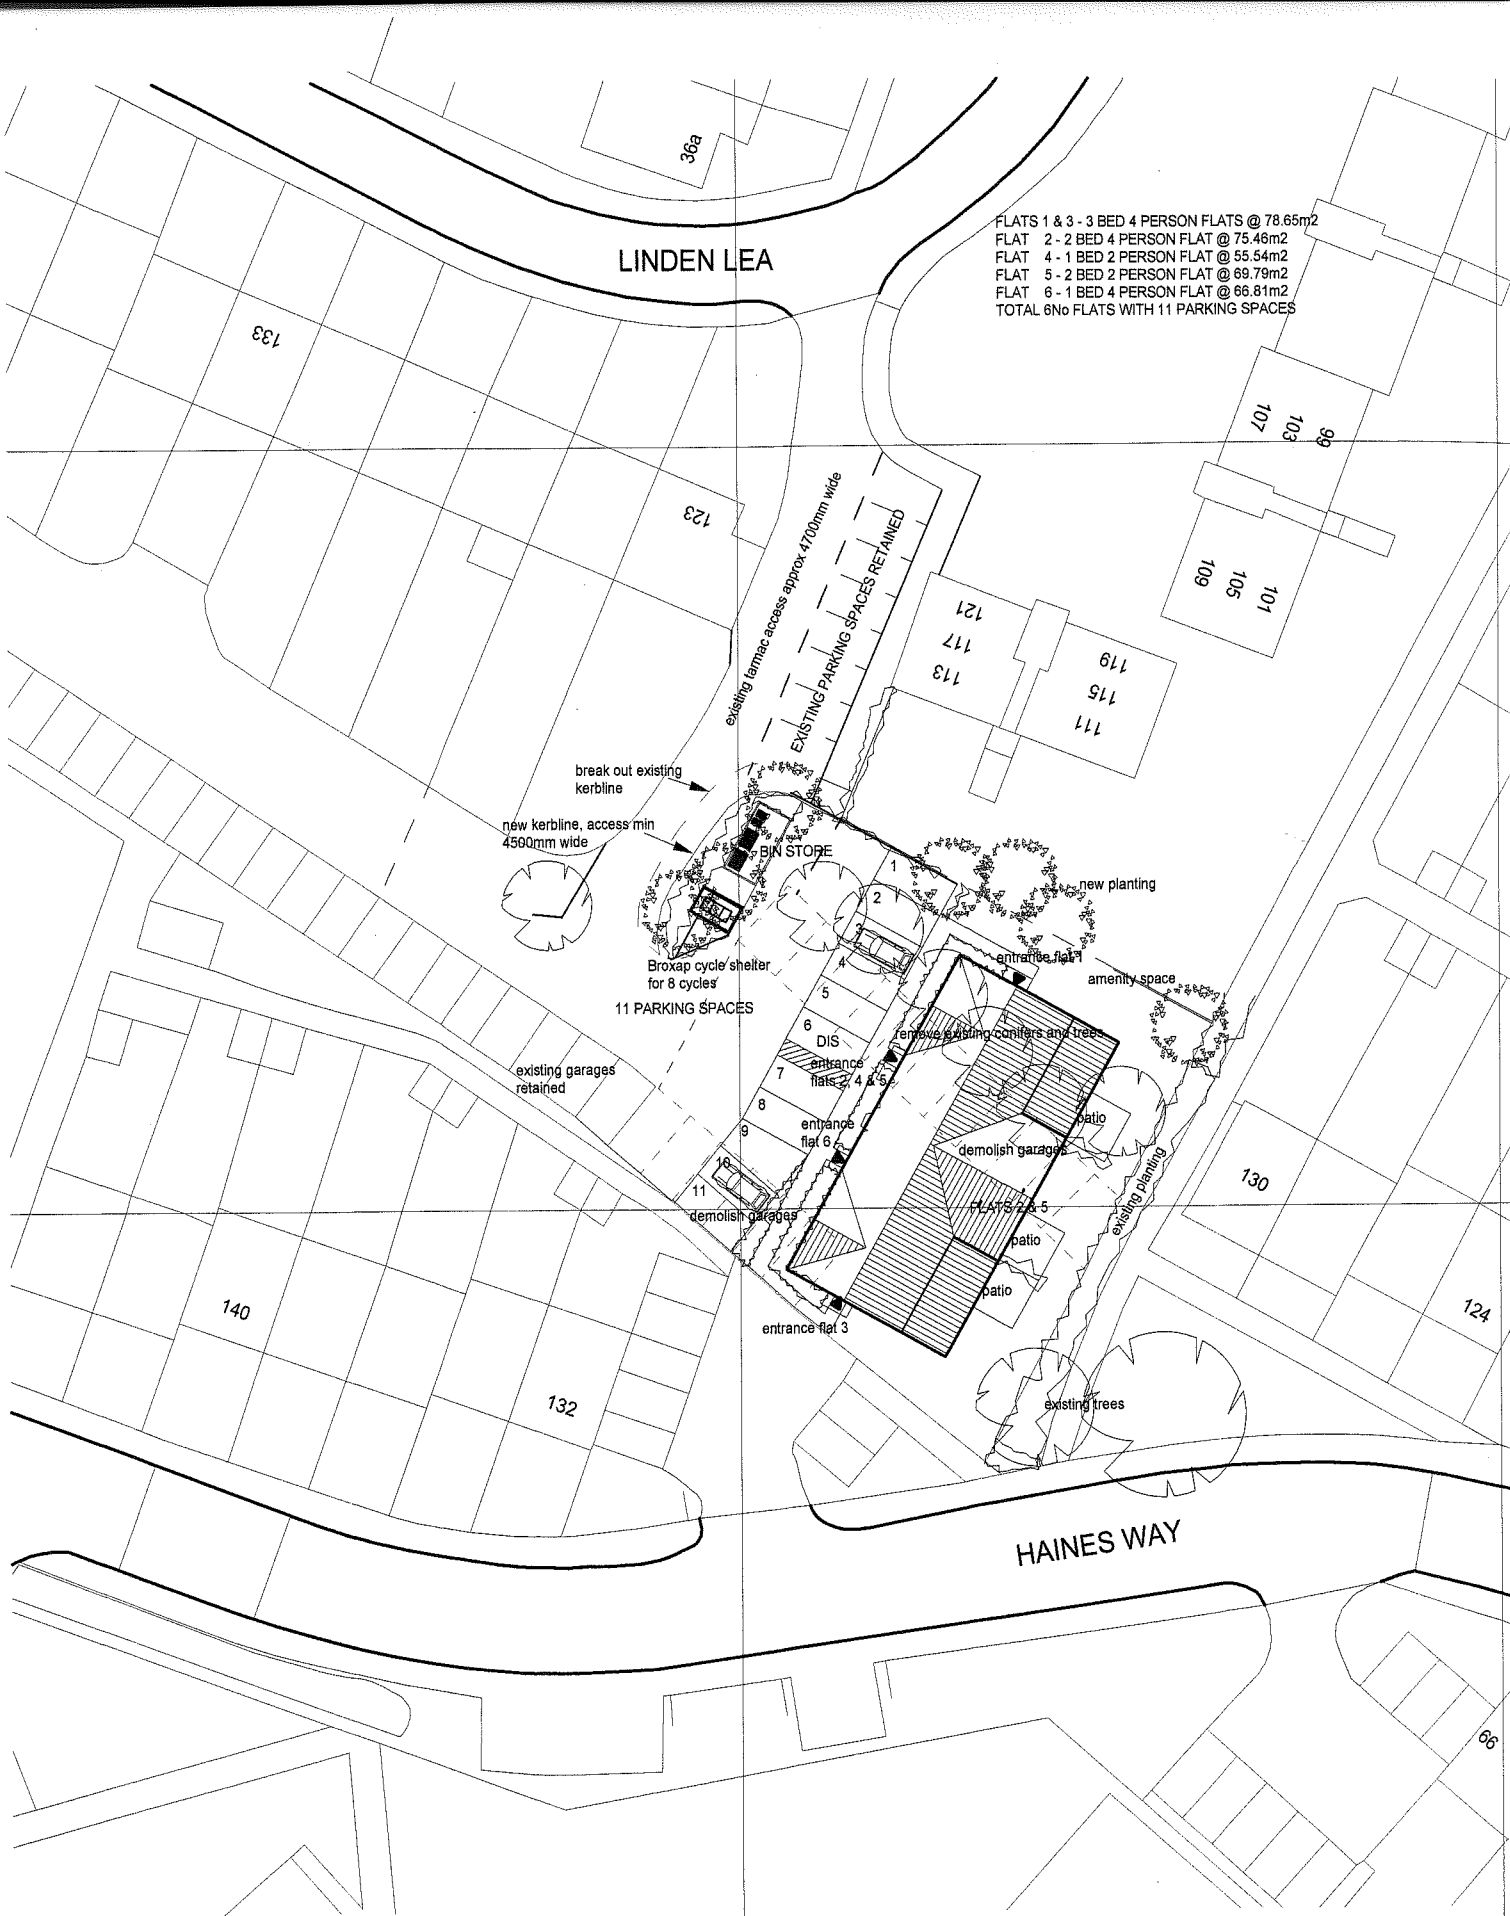 36a
FLATS 1 & 3 - 3 BED 4 PERSON FLATS @ 78.65m2
FLAT 2 - 2 BED 4 PERSON FLAT @ 75.46m2
FLAT 4 - 1 BED 2 PERSON FLAT @ 55.54m2
FLAT 5 - 2 BED 2 PERSON FLAT @ 69.79m2
FLAT 6 - 1 BED 4 PERSON FLAT @ 66.81m2
TOTAL 6No FLATS WITH 11 PARKING SPACES
LINDEN LEA
133
107
103
99
123
existing tarmac access approx 4700mm wide
EXISTING PARKING SPACES RETAINED
109
105
101
121
117
113
119
115
111
break out existing
kerbline
new kerbline, access min
4500mm wide
BIN STORE
1
2
3
4
5
6
DIS
7
8
9
10
11
new planting
entrance flat 1
amenity space
Broxap cycle shelter
for 8 cycles
11 PARKING SPACES
remove existing conifers and trees
entrance
flats 2, 4 & 5
existing garages
retained
entrance
flat 6
patio
demolish garages
existing planting
130
FLATS 2 & 5
demolish garages
patio
patio
entrance flat 3
140
132
124
existing trees
HAINES WAY
66